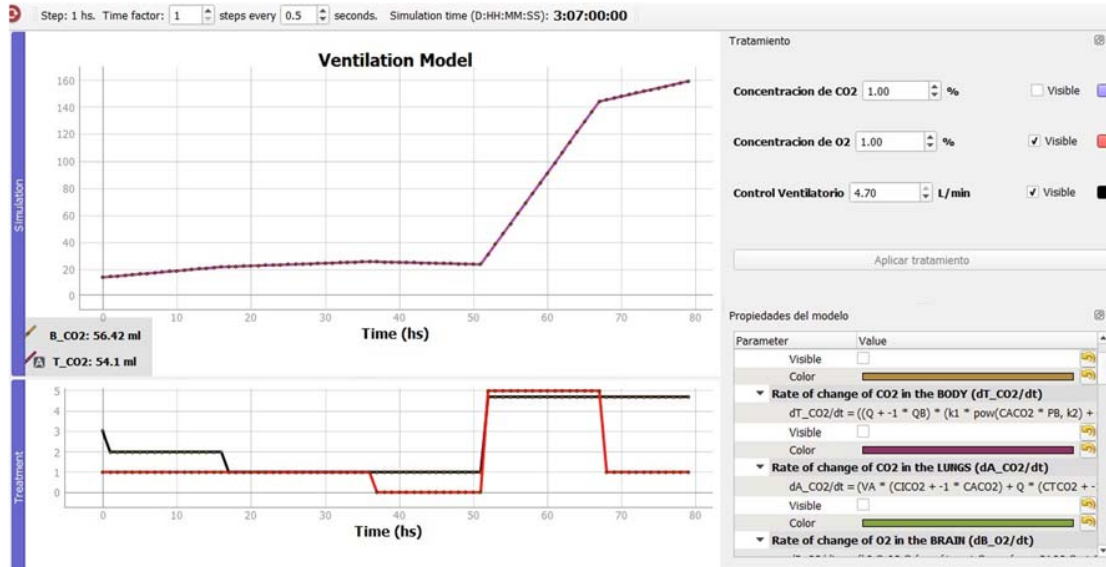 Step: 1 hs. Time factor: 1 steps every 0.5 seconds. Simulation time (D:HH:MM:SS): 3:07:00:00
Simulation
Ventilation Model
160
140
120
100
80
60
40
20
0
0 10 20 30 40 50 60 70 80
Time (hs)
B_CO2: 56.42 ml
A T_CO2: 54.1 ml
Treatment
5
4
3
2
1
0
0 10 20 30 40 50 60 70 80
Time (hs)
Tratamiento
Concentracion de CO2 1.00 % Visible
Concentracion de O2 1.00 % Visible
Control Ventilatorio 4.70 L/min Visible
Aplicar tratamiento
Propiedades del modelo
Parameter Value
Visible
Color
Rate of change of CO2 in the BODY (dT_CO2/dt)
dT_CO2/dt = ((Q + -1 * QB) * (k1 * pow(CACO2 * PB, k2) +
Visible
Color
Rate of change of CO2 in the LUNGS (dA_CO2/dt)
dA_CO2/dt = (VA * (CICO2 + -1 * CACO2) + Q * (CTCO2 + -
Visible
Color
Rate of change of O2 in the BRAIN (dB_O2/dt)